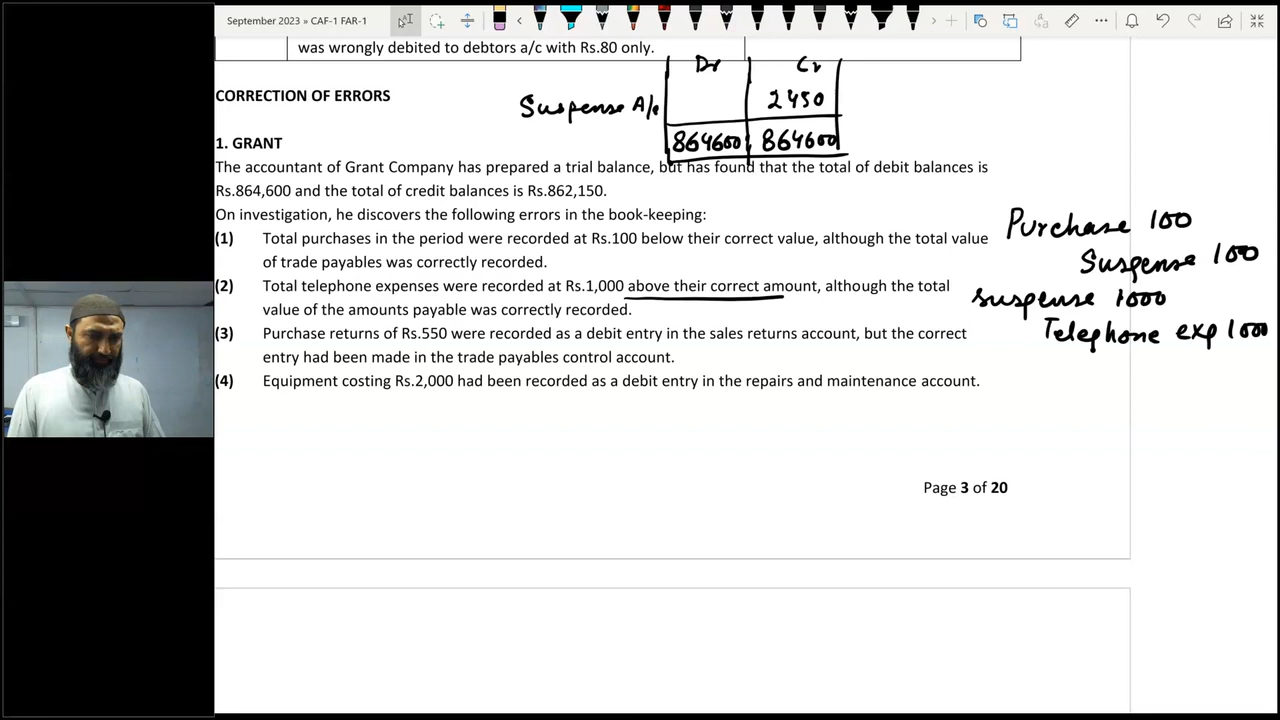 September 2023 » CAF-1 FAR-1
was wrongly debited to debtors a/c with Rs.80 only.
Dr Cr
Suspense A/c 2450
864600 864600
CORRECTION OF ERRORS
1. GRANT
The accountant of Grant Company has prepared a trial balance, but has found that the total of debit balances is
Rs.864,600 and the total of credit balances is Rs.862,150.
On investigation, he discovers the following errors in the book-keeping:
(1) Total purchases in the period were recorded at Rs.100 below their correct value, although the total value
of trade payables was correctly recorded.
(2) Total telephone expenses were recorded at Rs.1,000 above their correct amount, although the total
value of the amounts payable was correctly recorded.
(3) Purchase returns of Rs.550 were recorded as a debit entry in the sales returns account, but the correct
entry had been made in the trade payables control account.
(4) Equipment costing Rs.2,000 had been recorded as a debit entry in the repairs and maintenance account.
Purchase 100
Suspense 100
suspense 1000
Telephone exp 1000
Page 3 of 20